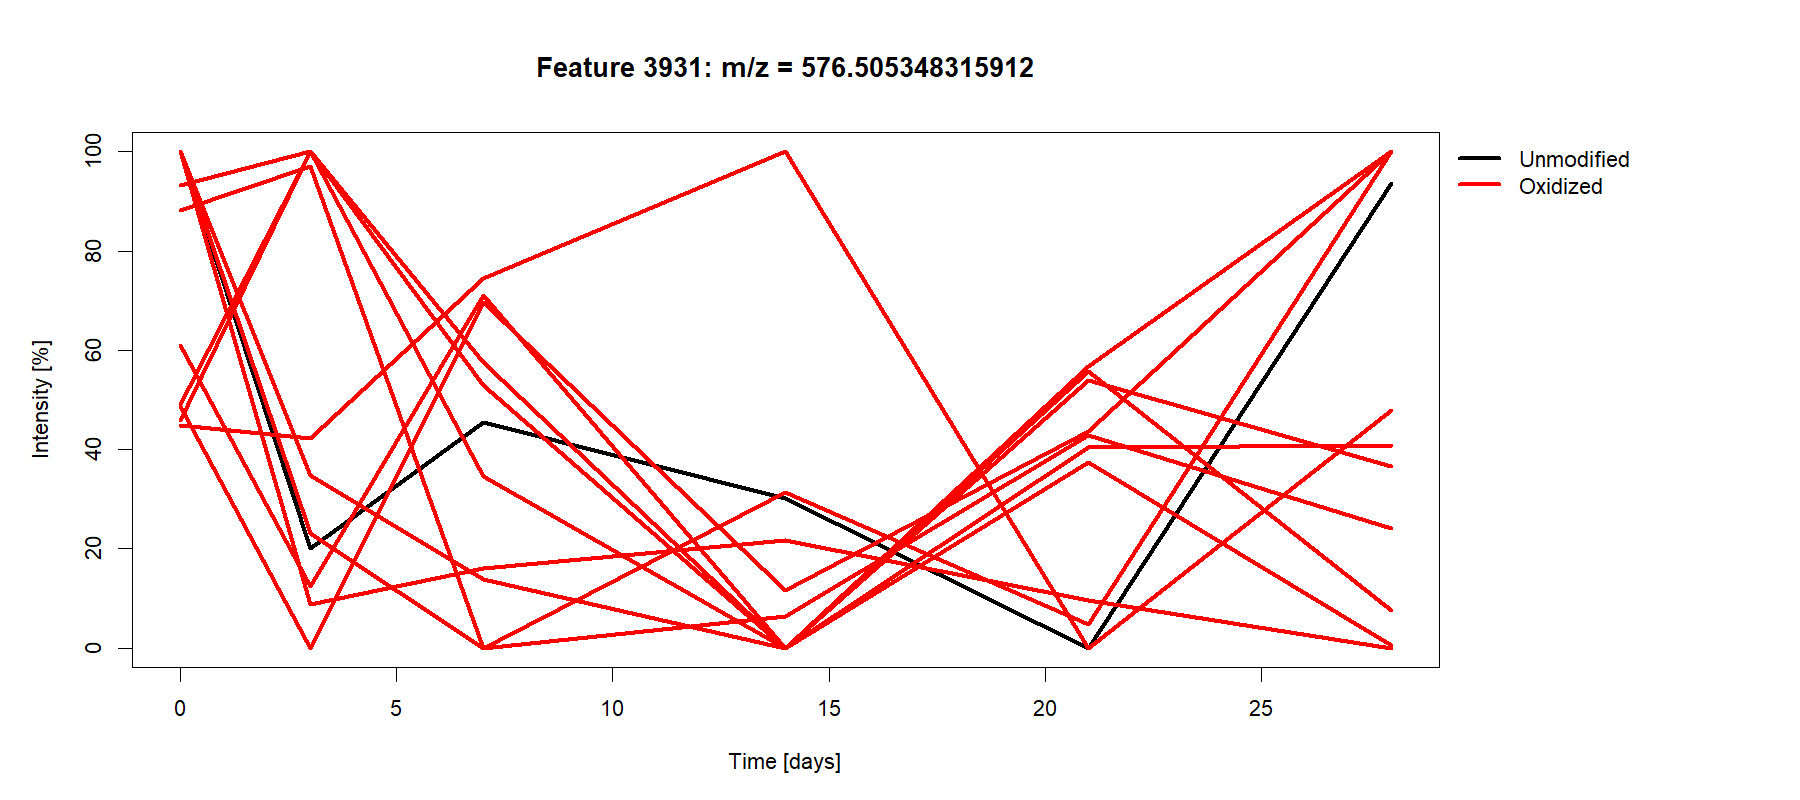 Feature 3931: m/z = 576.505348315912
Unmodified
Oxidized
Intensity [%]
100
80
60
40
20
0
0 5 10 15 20 25
Time [days]